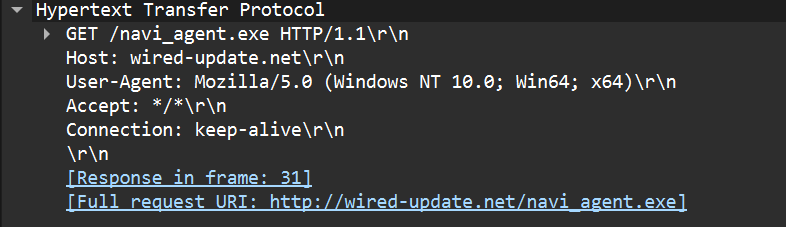 Hypertext Transfer Protocol
GET /navi_agent.exe HTTP/1.1\r\n
Host: wired-update.net\r\n
User-Agent: Mozilla/5.0 (Windows NT 10.0; Win64; x64)\r\n
Accept: */*\r\n
Connection: keep-alive\r\n
\r\n
[Response in frame: 31]
[Full request URI: http://wired-update.net/navi_agent.exe]